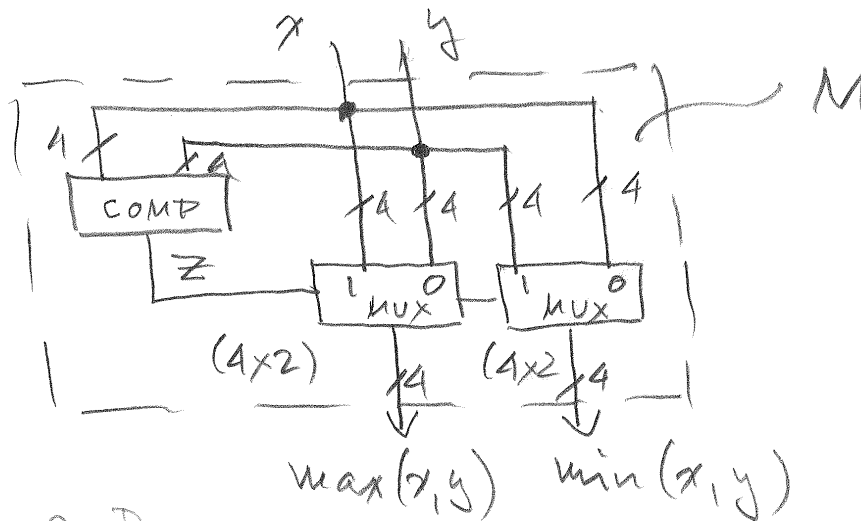 x y
M
4 4
COMP
4 4 4 4
Z
1 0 1 0
MUX MUX
(4x2) 4 (4x2 4
max(x,y) min(x,y)